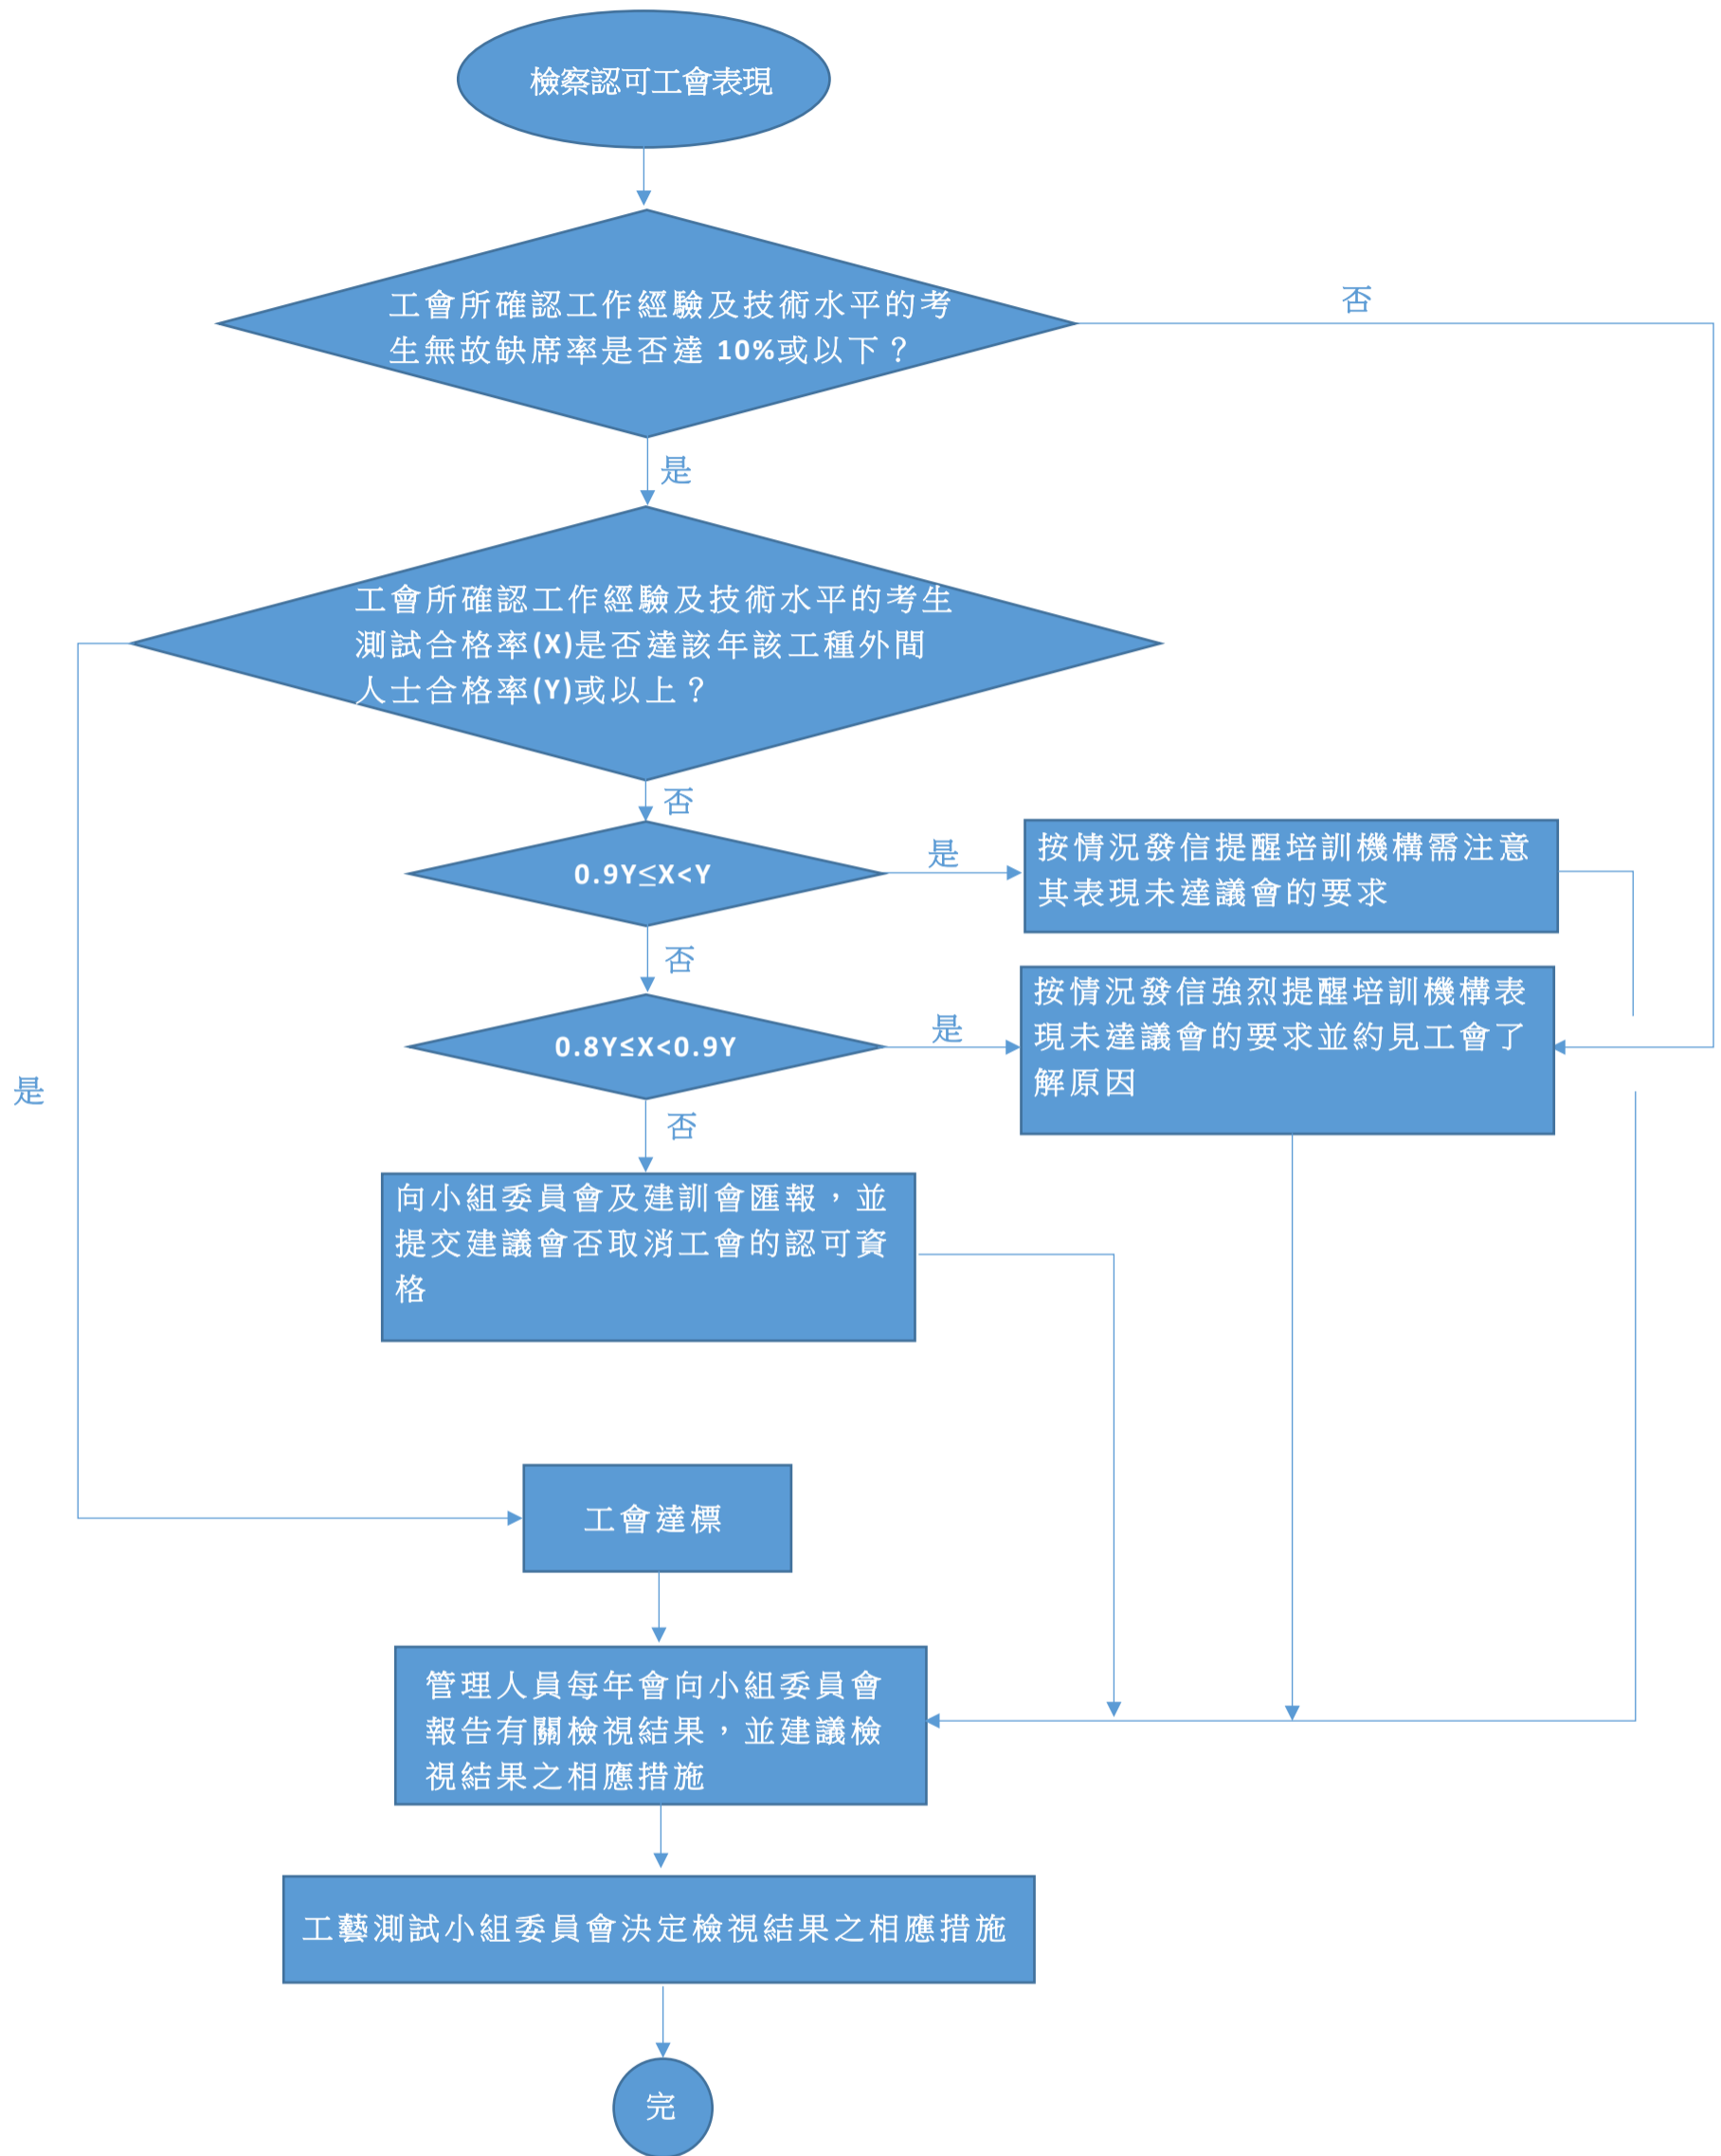 檢察認可工會表現
工會所確認工作經驗及技術水平的考
生無故缺席率是否達 10%或以下？
否
是
工會所確認工作經驗及技術水平的考生
測試合格率(X)是否達該年該工種外間
人士合格率(Y)或以上？
否
0.9Y≤X<Y
是
按情況發信提醒培訓機構需注意
其表現未達議會的要求
否
0.8Y≤X<0.9Y
是
按情況發信強烈提醒培訓機構表
現未達議會的要求並約見工會了
解原因
是
否
向小組委員會及建訓會匯報，並
提交建議會否取消工會的認可資
格
工會達標
管理人員每年會向小組委員會
報告有關檢視結果，並建議檢
視結果之相應措施
工藝測試小組委員會決定檢視結果之相應措施
完